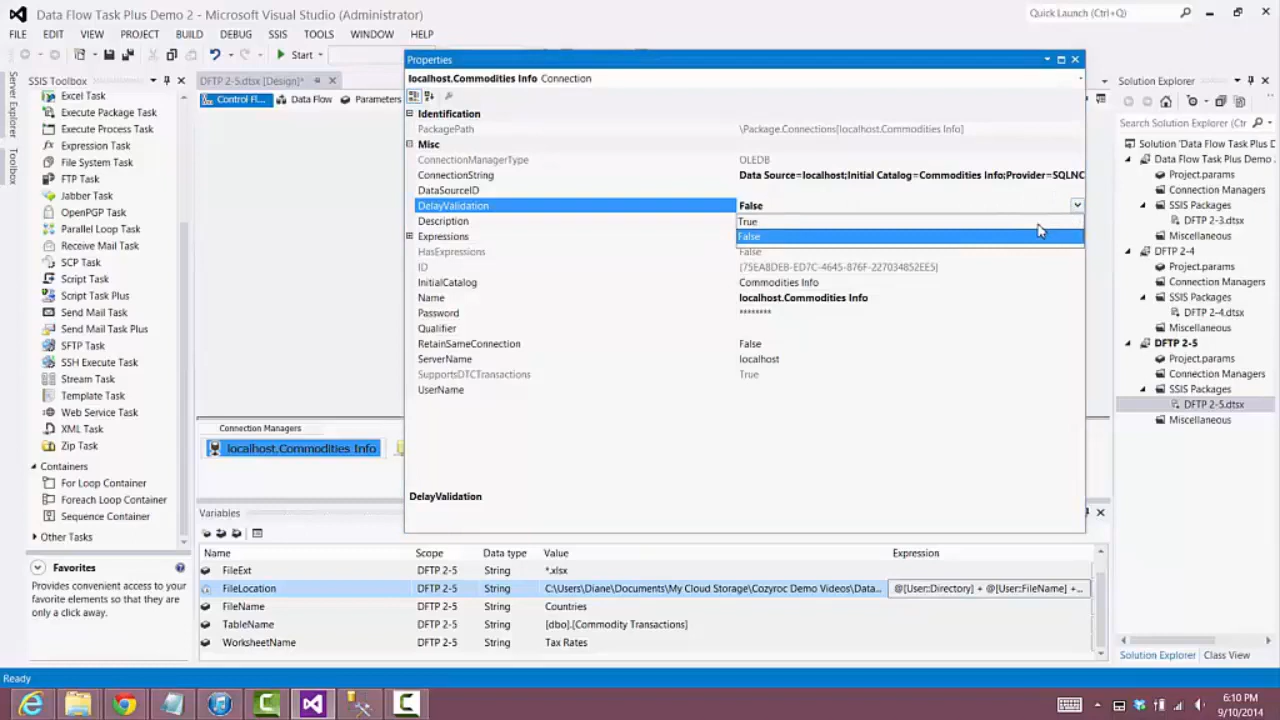 Data Flow Task Plus Demo 2 - Microsoft Visual Studio (Administrator)
Quick Launch (Ctrl+Q)
FILE EDIT VIEW PROJECT BUILD DEBUG SSIS TOOLS WINDOW HELP
Start
Server Explorer
Toolbox
SSIS Toolbox
Excel Task
Execute Package Task
Execute Process Task
Expression Task
File System Task
FTP Task
Jabber Task
OpenPGP Task
Parallel Loop Task
Receive Mail Task
SCP Task
Script Task
Script Task Plus
Send Mail Task
Send Mail Task Plus
SFTP Task
SSH Execute Task
Stream Task
Template Task
Web Service Task
XML Task
Zip Task
Containers
For Loop Container
Foreach Loop Container
Sequence Container
Other Tasks
Favorites
Provides convenient access to your
favorite elements so that they are
only a click away.
DFTP 2-5.dtsx [Design]*
Control Fl... Data Flow Parameters
Properties
localhost.Commodities Info Connection
Identification
PackagePath \Package.Connections[localhost.Commodities Info]
Misc
ConnectionManagerType OLEDB
ConnectionString Data Source=localhost;Initial Catalog=Commodities Info;Provider=SQLNC
DataSourceID
DelayValidation False
Description True
Expressions False
HasExpressions False
ID {75EA8DEB-ED7C-4645-876F-227034852EE5}
InitialCatalog Commodities Info
Name localhost.Commodities Info
Password ********
Qualifier
RetainSameConnection False
ServerName localhost
SupportsDTCTransactions True
UserName
DelayValidation
Connection Managers
localhost.Commodities Info
Variables
Name Scope Data type Value Expression
FileExt DFTP 2-5 String *.xlsx
FileLocation DFTP 2-5 String C:\Users\Diane\Documents\My Cloud Storage\Cozyroc Demo Videos\Data... @[User:Directory] + @[User:FileName] +...
FileName DFTP 2-5 String Countries
TableName DFTP 2-5 String [dbo].[Commodity Transactions]
WorksheetName DFTP 2-5 String Tax Rates
Solution Explorer
Search Solution Explorer (Ctr
Solution 'Data Flow Task Plus D
Data Flow Task Plus Demo
Project.params
Connection Managers
SSIS Packages
DFTP 2-3.dtsx
Miscellaneous
DFTP 2-4
Project.params
Connection Managers
SSIS Packages
DFTP 2-4.dtsx
Miscellaneous
DFTP 2-5
Project.params
Connection Managers
SSIS Packages
DFTP 2-5.dtsx
Miscellaneous
Solution Explorer Class View
Ready
6:10 PM
9/10/2014